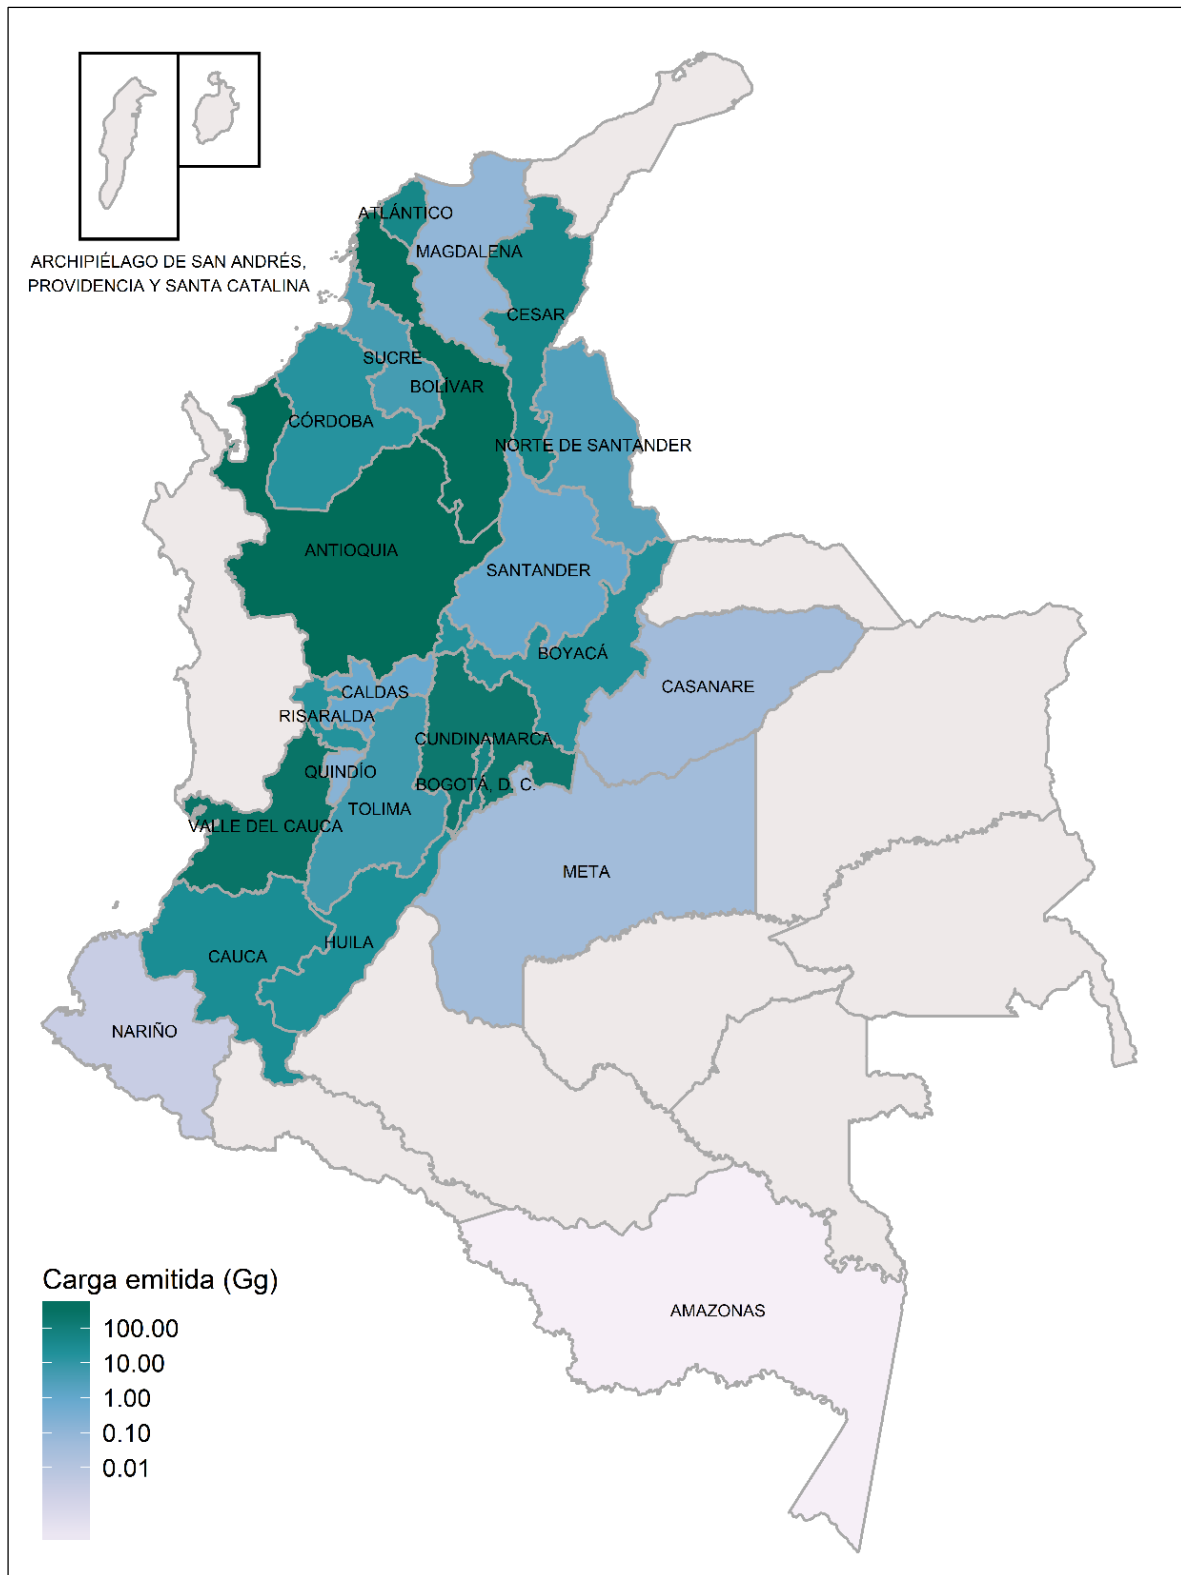 ARCHIPIÉLAGO DE SAN ANDRÉS,
PROVIDENCIA Y SANTA CATALINA
ATLÁNTICO
MAGDALENA
CESAR
SUCRE
BOLÍVAR
CÓRDOBA
NORTE DE SANTANDER
ANTIOQUIA
SANTANDER
BOYACÁ
CASANARE
CALDAS
RISARALDA
CUNDINAMARCA
QUINDÍO
BOGOTÁ, D. C.
TOLIMA
VALLE DEL CAUCA
META
HUILA
CAUCA
NARIÑO
AMAZONAS
Carga emitida (Gg)
100.00
10.00
1.00
0.10
0.01